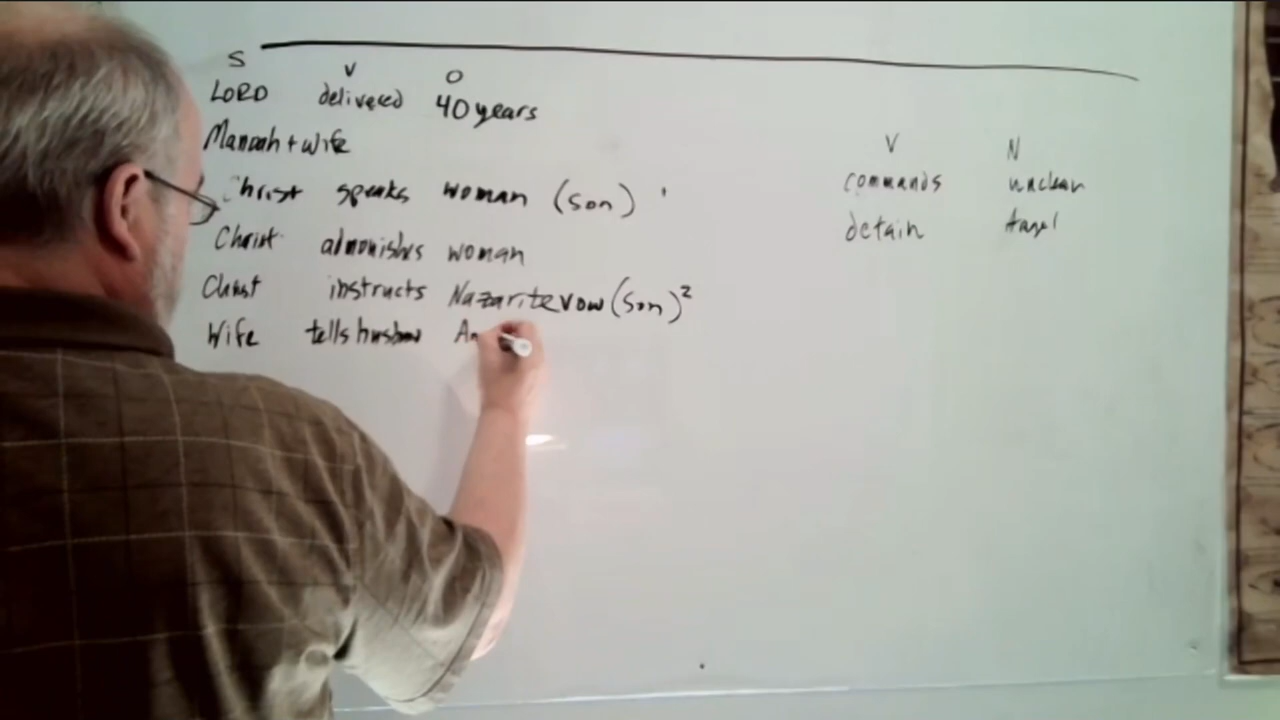 S V O
LORD delivered 40 years
Manoah + wife
Christ speaks woman (son) '
Christ admonishes woman
Christ instructs Nazarite vow (son)²
Wife tells husband An
V N
commands unclean
detain